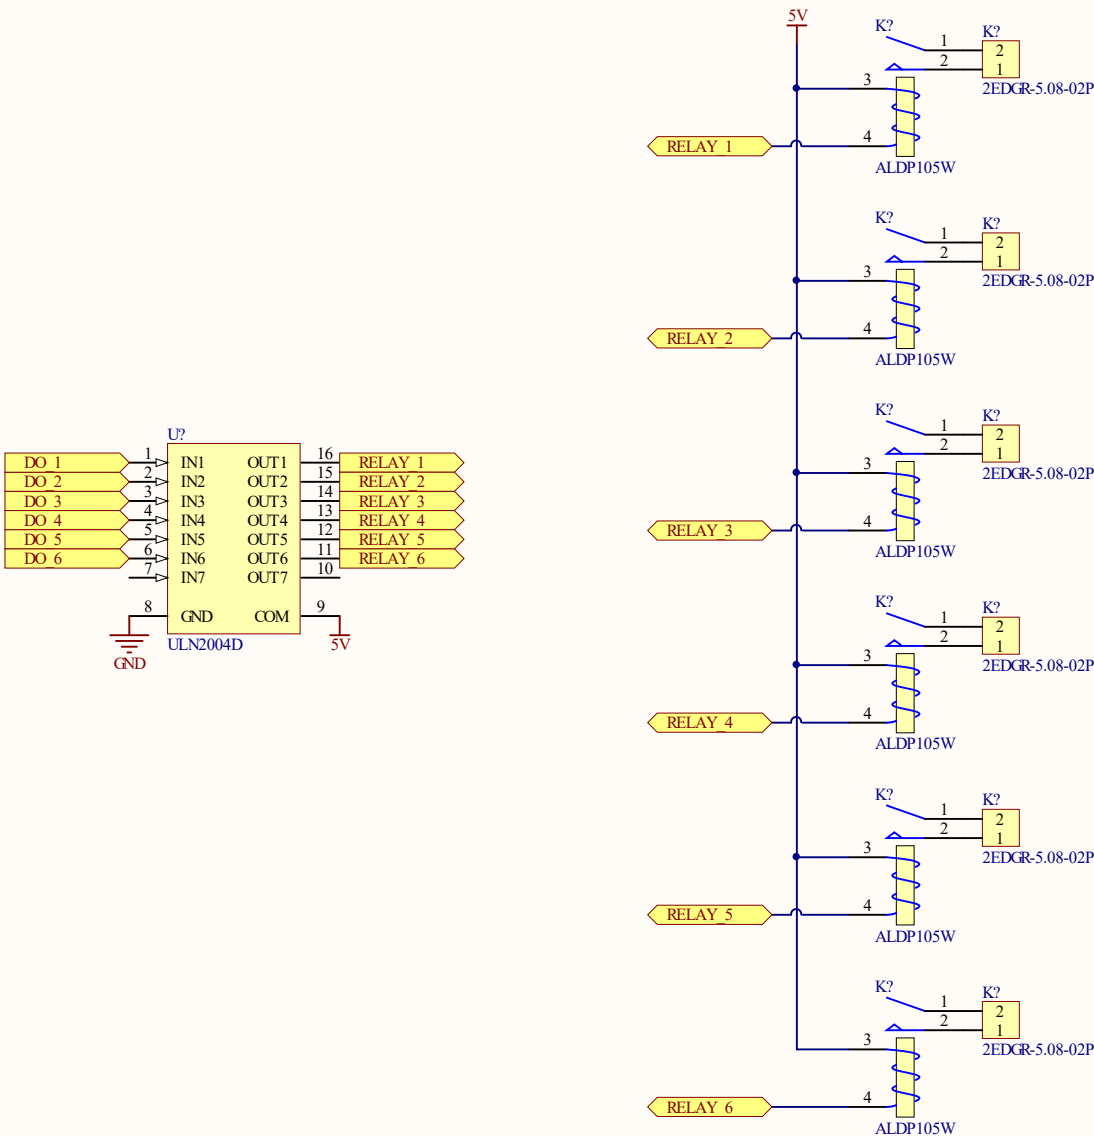 5V
K?
1
2
K?
2
1
2EDGR-5.08-02P
3
4
RELAY_1
ALDP105W
K?
1
2
K?
2
1
2EDGR-5.08-02P
3
4
RELAY_2
ALDP105W
K?
1
2
K?
2
1
2EDGR-5.08-02P
3
4
RELAY_3
ALDP105W
U?
DO_1 1 IN1 OUT1 16 RELAY_1
DO_2 2 IN2 OUT2 15 RELAY_2
DO_3 3 IN3 OUT3 14 RELAY_3
DO_4 4 IN4 OUT4 13 RELAY_4
DO_5 5 IN5 OUT5 12 RELAY_5
DO_6 6 IN6 OUT6 11 RELAY_6
7 IN7 OUT7 10
8 GND COM 9
GND
ULN2004D
5V
K?
1
2
K?
2
1
2EDGR-5.08-02P
3
4
RELAY_4
ALDP105W
K?
1
2
K?
2
1
2EDGR-5.08-02P
3
4
RELAY_5
ALDP105W
K?
1
2
K?
2
1
2EDGR-5.08-02P
3
4
RELAY_6
ALDP105W